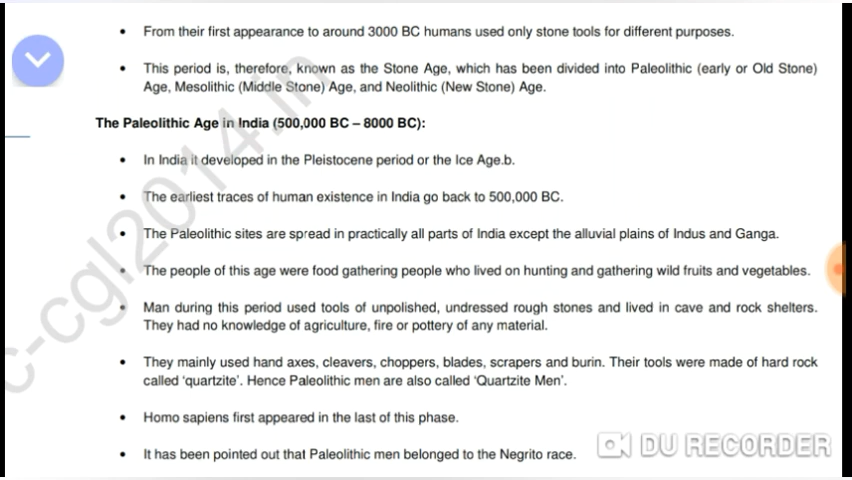 • From their first appearance to around 3000 BC humans used only stone tools for different purposes.
• This period is, therefore, known as the Stone Age, which has been divided into Paleolithic (early or Old Stone)
Age, Mesolithic (Middle Stone) Age, and Neolithic (New Stone) Age.
The Paleolithic Age in India (500,000 BC – 8000 BC):
• In India it developed in the Pleistocene period or the Ice Age.b.
• The earliest traces of human existence in India go back to 500,000 BC.
• The Paleolithic sites are spread in practically all parts of India except the alluvial plains of Indus and Ganga.
• The people of this age were food gathering people who lived on hunting and gathering wild fruits and vegetables.
• Man during this period used tools of unpolished, undressed rough stones and lived in cave and rock shelters.
They had no knowledge of agriculture, fire or pottery of any material.
• They mainly used hand axes, cleavers, choppers, blades, scrapers and burin. Their tools were made of hard rock
called ‘quartzite’. Hence Paleolithic men are also called ‘Quartzite Men’.
• Homo sapiens first appeared in the last of this phase.
• It has been pointed out that Paleolithic men belonged to the Negrito race.
c-cgl2014.in
DU RECORDER